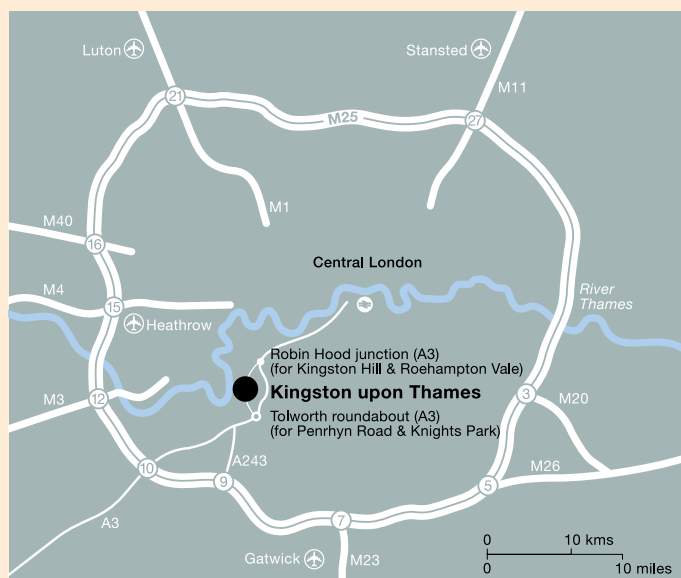 Luton
Stansted
M11
21
M25
27
M1
M40
16
Central London
M4
15
River
Thames
Heathrow
Robin Hood junction (A3)
(for Kingston Hill & Roehampton Vale)
Kingston upon Thames
M3
12
3
M20
Tolworth roundabout (A3)
(for Penrhyn Road & Knights Park)
A243
10
9
M26
5
A3
7
Gatwick
M23
0 10 kms
0 10 miles